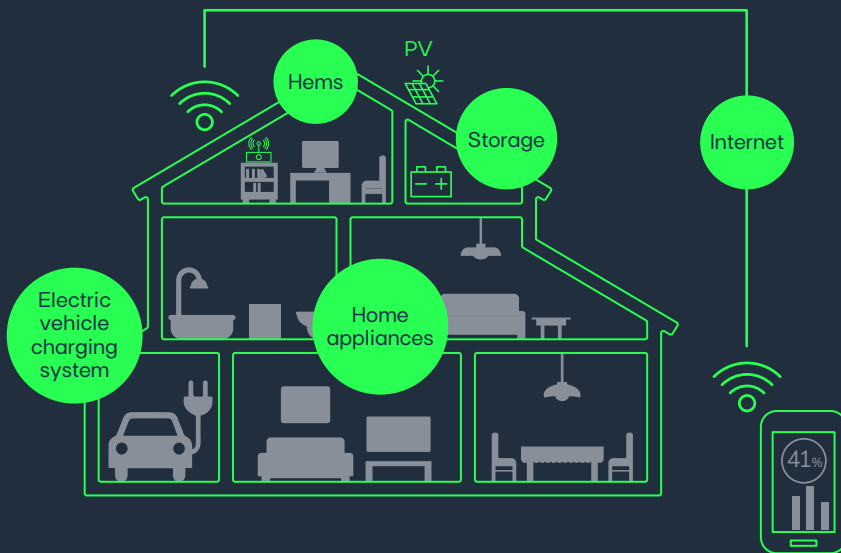 PV
Hems
Storage
Internet
Electric
vehicle
charging
system
Home
appliances
41%